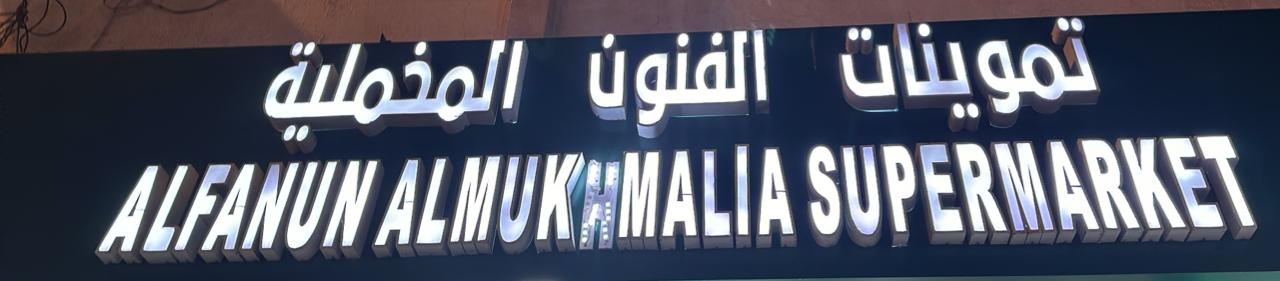 تموينات الفنون المخملية
ALFANUN ALMUKHMALIA SUPERMARKET